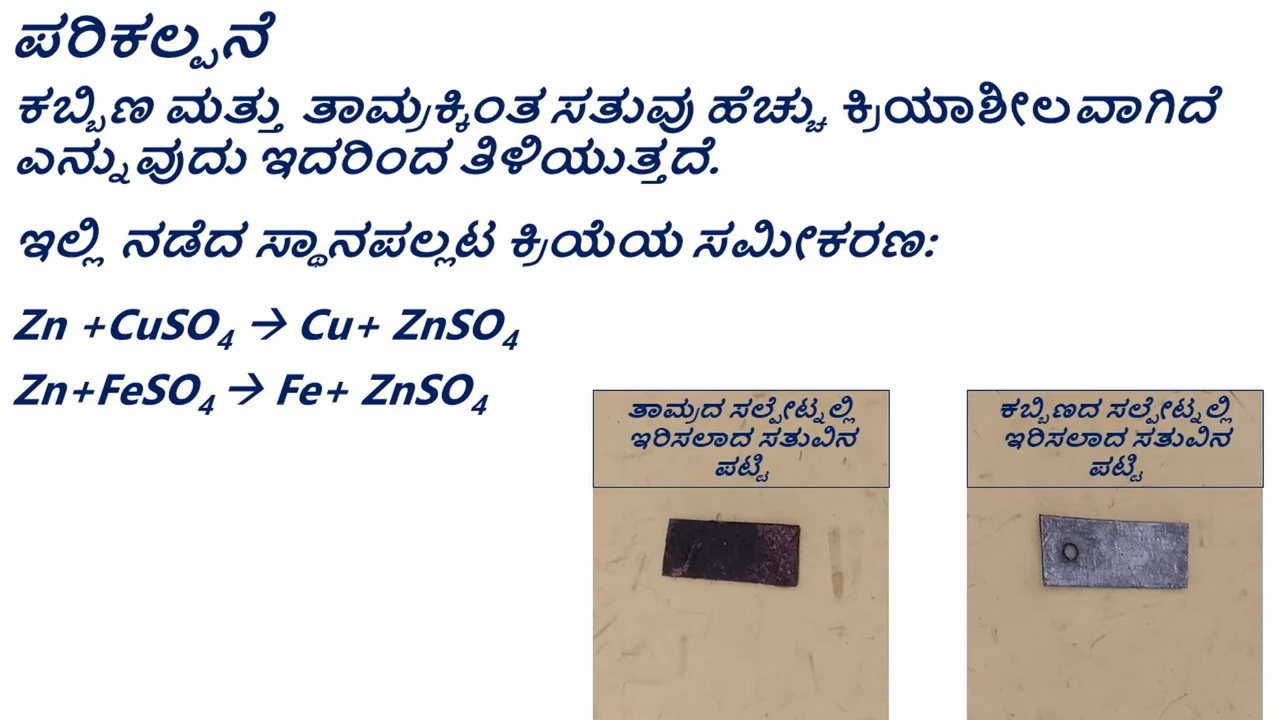 ಪರಿಕಲ್ಪನೆ
ಕಬ್ಬಿಣ ಮತ್ತು ತಾಮ್ರಕ್ಕಿಂತ ಸತುವು ಹೆಚ್ಚು ಕ್ರಿಯಾಶೀಲವಾಗಿದೆ
ಎನ್ನುವುದು ಇದರಿಂದ ತಿಳಿಯುತ್ತದೆ.
ಇಲ್ಲಿ ನಡೆದ ಸ್ಥಾನಪಲ್ಲಟ ಕ್ರಿಯೆಯ ಸಮೀಕರಣ:
Zn +CuSO₄ → Cu+ ZnSO₄
Zn+FeSO₄ → Fe+ ZnSO₄
ತಾಮ್ರದ ಸಲ್ಪೇಟ್ನಲ್ಲಿ
ಇರಿಸಲಾದ ಸತುವಿನ
ಪಟ್ಟಿ
ಕಬ್ಬಿಣದ ಸಲ್ಪೇಟ್ನಲ್ಲಿ
ಇರಿಸಲಾದ ಸತುವಿನ
ಪಟ್ಟಿ